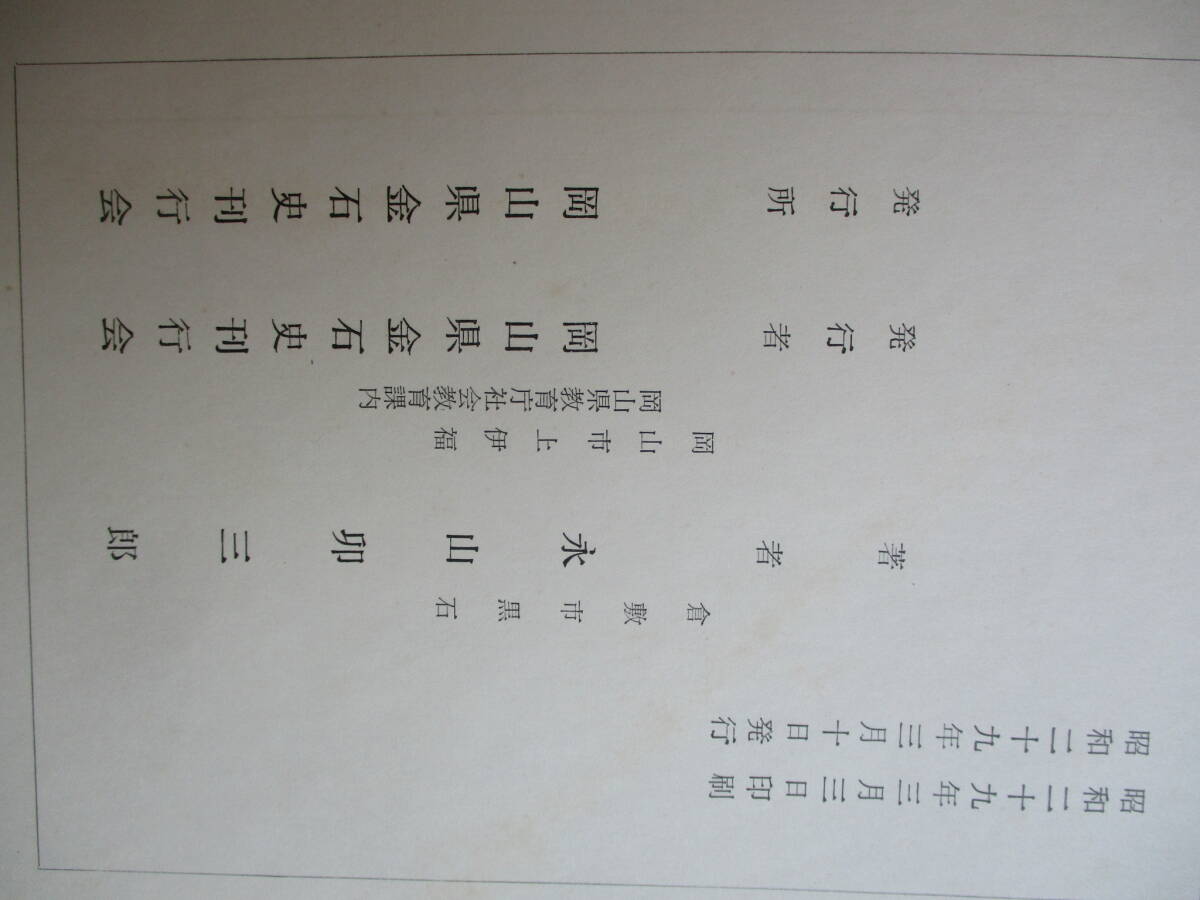 昭和二十九年三月三日印刷
昭和二十九年三月十日発行
倉敷市黒石
著者 永山卯三郎
岡山市上伊福
岡山県教育庁社会教育課内
発行者 岡山県金石史刊行会
発行所 岡山県金石史刊行会